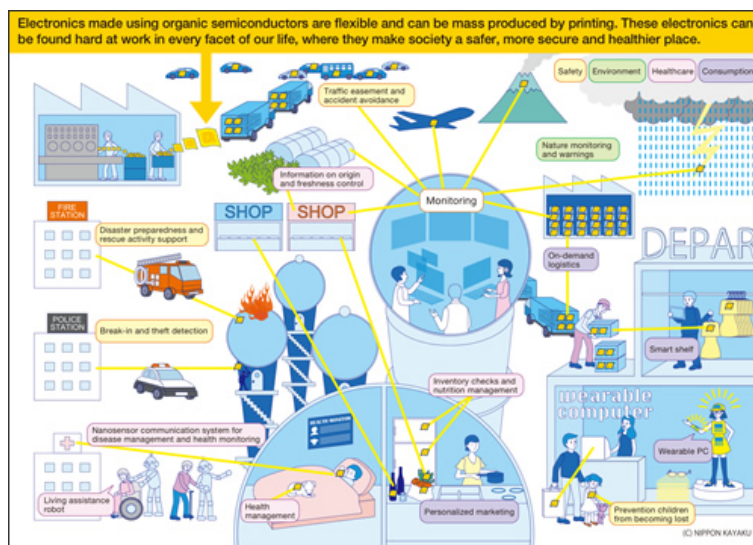 Electronics made using organic semiconductors are flexible and can be mass produced by printing. These electronics can
be found hard at work in every facet of our life, where they make society a safer, more secure and healthier place.
Safety
Environment
Healthcare
Consumption
Traffic easement and
accident avoidance
Nature monitoring
and warnings
Information on origin
and freshness control
Monitoring
FIRE
STATION
SHOP
SHOP
Disaster preparedness and
rescue activity support
On-demand
logistics
DEPAR
POLICE
STATION
Break-in and theft detection
Smart shelf
Inventory checks and
nutrition management
wearable
computer
Nanosensor communication system for
disease management and health monitoring
HEALTH MONITOR
Wearable PC
Living assistance
robot
Health
management
Personalized marketing
Prevention children
from becoming lost
(C) NIPPON KAYAKU